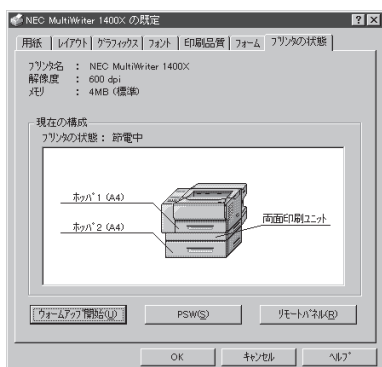 NEC MultiWriter 1400X の既定
用紙 レイアウト グラフィックス フォント 印刷品質 フォーム プリンタの状態
プリンタ名 : NEC MultiWriter 1400X
解像度 : 600 dpi
メモリ : 4MB (標準)
現在の構成
プリンタの状態 : 節電中
ホッパ1 (A4)
両面印刷ユニット
ホッパ2 (A4)
ウォームアップ開始(U) PSW(S) リモートパネル(R)
OK キャンセル ヘルプ